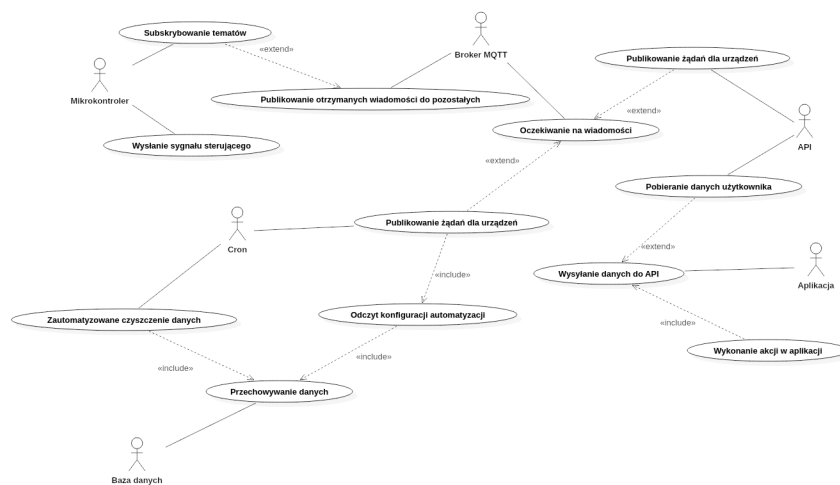 Subskrybowanie tematów
«extend»
Broker MQTT
Publikowanie żądań dla urządzeń
Mikrokontroler
Publikowanie otrzymanych wiadomości do pozostałych
«extend»
Oczekiwanie na wiadomości
API
Wysłanie sygnału sterującego
«extend»
Pobieranie danych użytkownika
Publikowanie żądań dla urządzeń
Cron
«extend»
«include»
Wysyłanie danych do API
Aplikacja
Zautomatyzowane czyszczenie danych
Odczyt konfiguracji automatyzacji
«include»
Wykonanie akcji w aplikacji
«include»
«include»
Przechowywanie danych
Baza danych